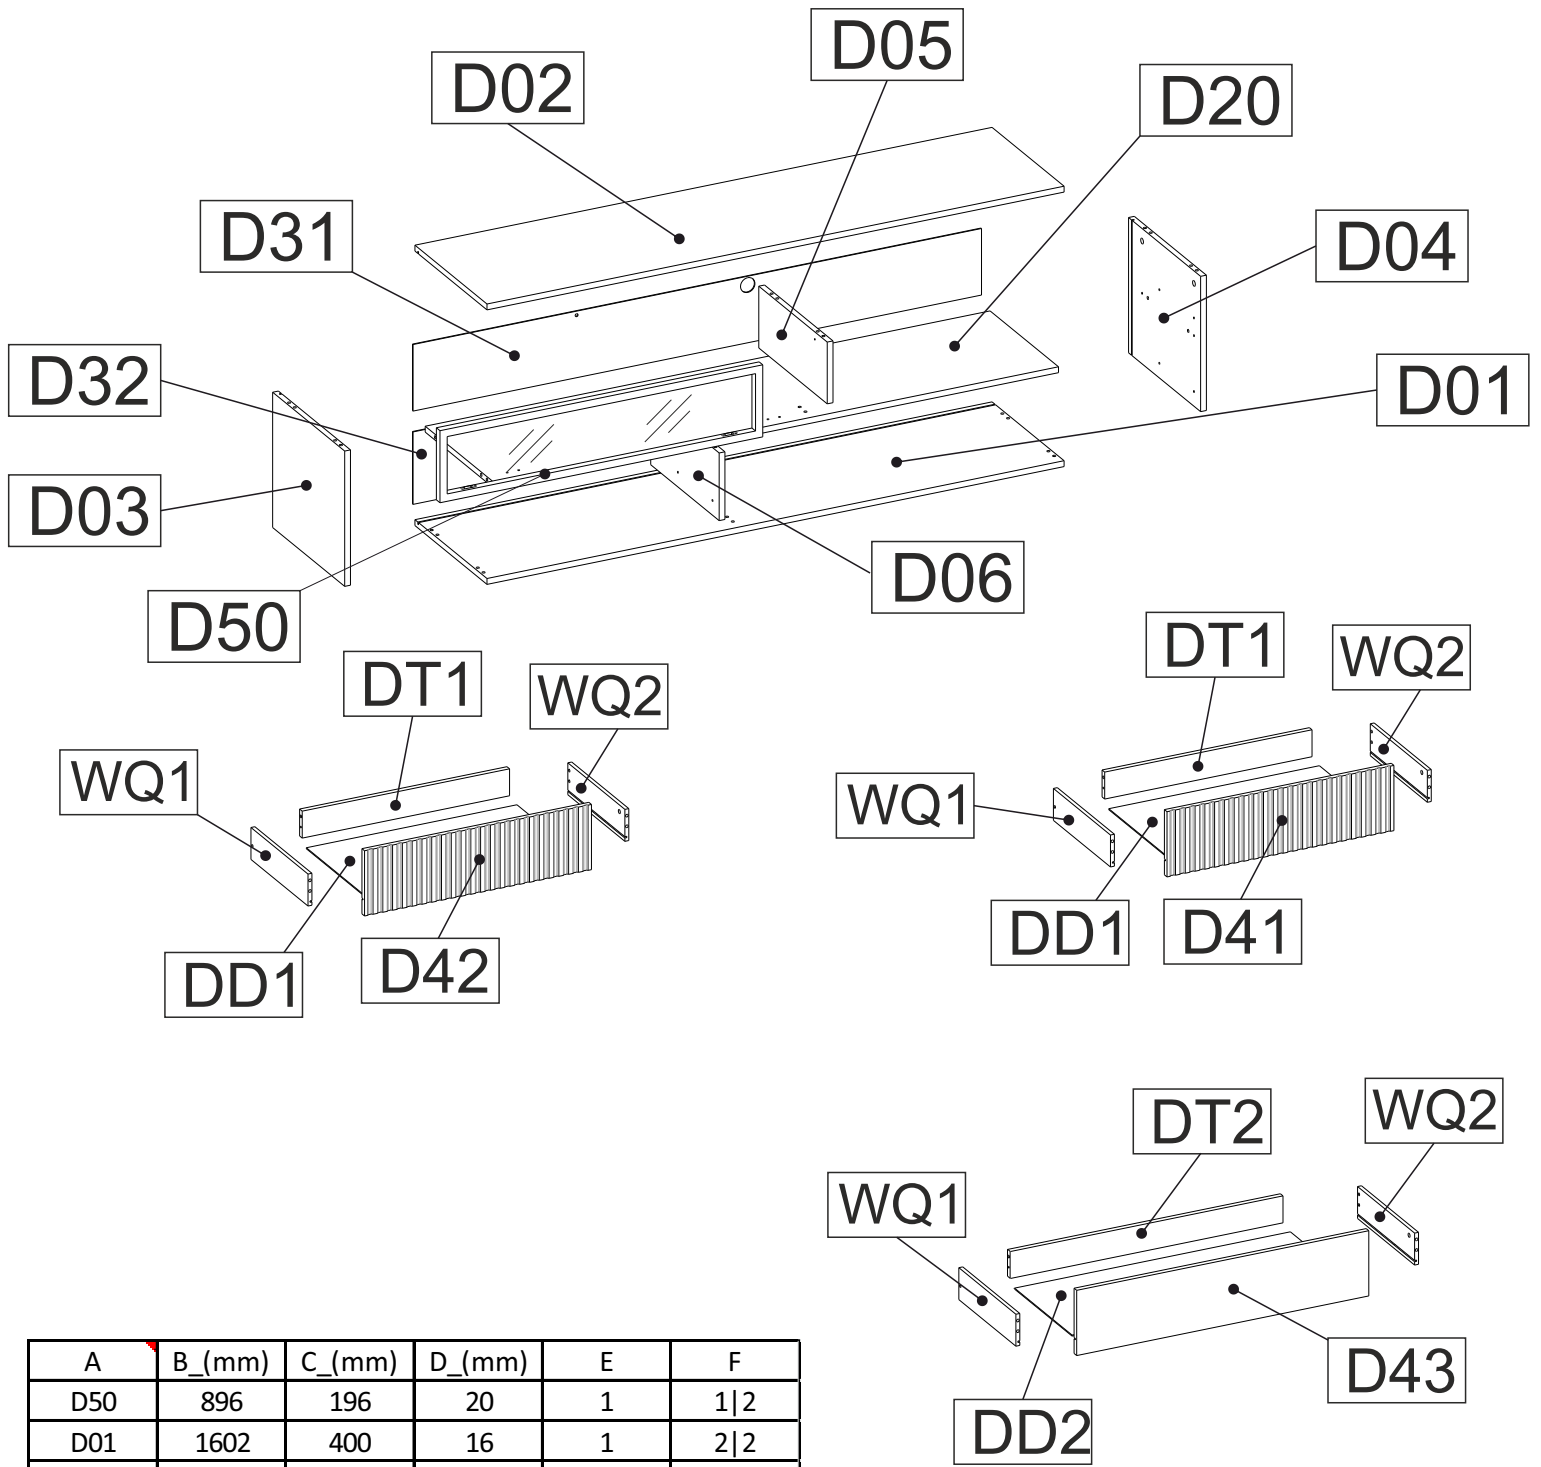 D05
D02
D20
D31
D04
D32
D01
D03
D06
D50
DT1
WQ2
DT1
WQ2
WQ1
WQ1
DD1
D42
DD1
D41
DT2
WQ2
WQ1
D43
DD2
A B_(mm) C_(mm) D_(mm) E F
D50 896 196 20 1 1|2
D01 1602 400 16 1 2|2